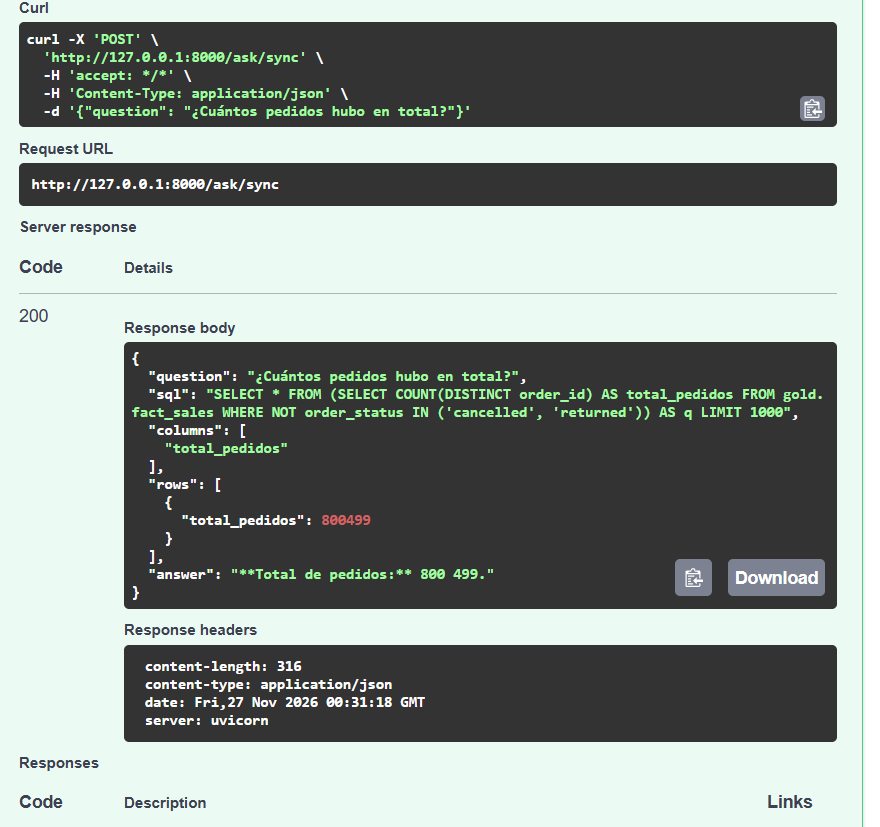 Curl
curl -X 'POST' \
  'http://127.0.0.1:8000/ask/sync' \
  -H 'accept: */*' \
  -H 'Content-Type: application/json' \
  -d '{"question": "¿Cuántos pedidos hubo en total?"}'
Request URL
http://127.0.0.1:8000/ask/sync
Server response
Code Details
200
Response body
{
  "question": "¿Cuántos pedidos hubo en total?",
  "sql": "SELECT * FROM (SELECT COUNT(DISTINCT order_id) AS total_pedidos FROM gold.
fact_sales WHERE NOT order_status IN ('cancelled', 'returned')) AS q LIMIT 1000",
  "columns": [
    "total_pedidos"
  ],
  "rows": [
    {
      "total_pedidos": 800499
    }
  ],
  "answer": "**Total de pedidos:** 800 499."
}
Download
Response headers
content-length: 316
content-type: application/json
date: Fri,27 Nov 2026 00:31:18 GMT
server: uvicorn
Responses
Code Description Links